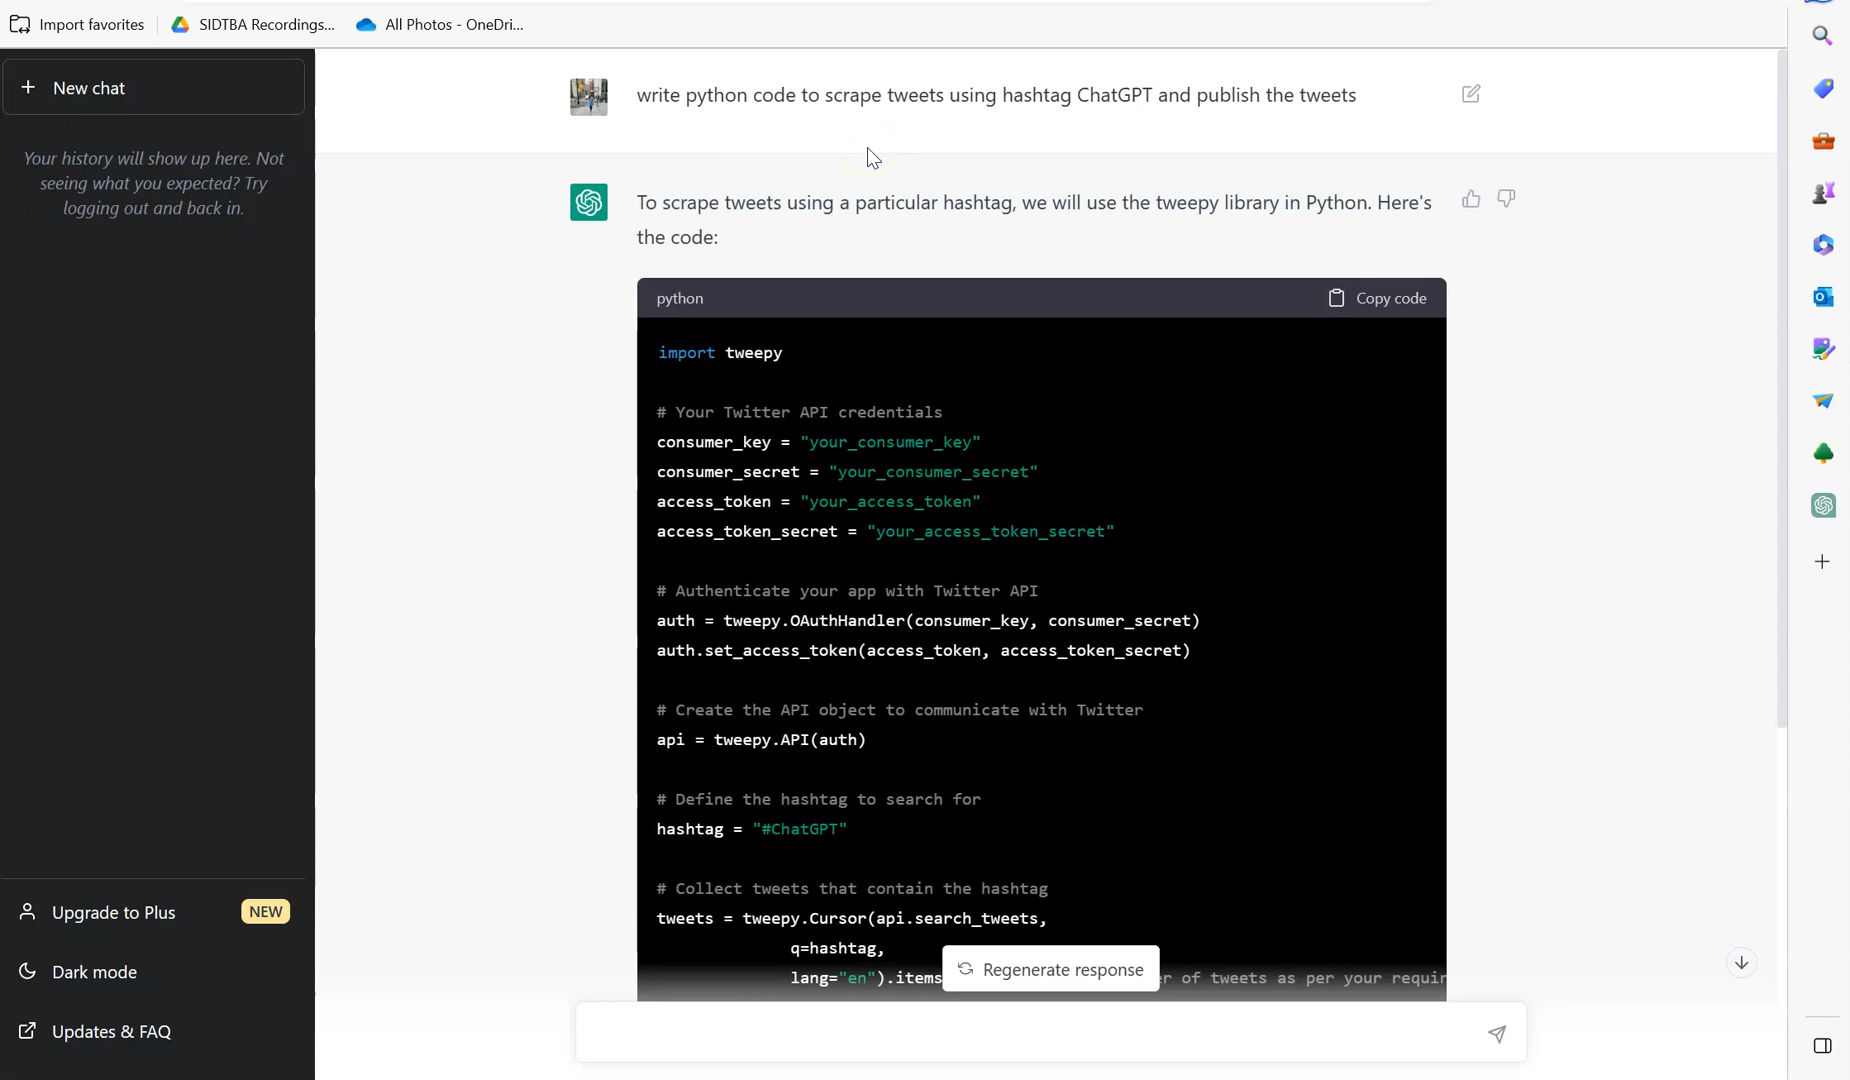 Import favorites SIDTBA Recordings... All Photos - OneDri...
+ New chat
Your history will show up here. Not
seeing what you expected? Try
logging out and back in.
Upgrade to Plus NEW
Dark mode
Updates & FAQ
write python code to scrape tweets using hashtag ChatGPT and publish the tweets
To scrape tweets using a particular hashtag, we will use the tweepy library in Python. Here's
the code:
python Copy code
import tweepy
# Your Twitter API credentials
consumer_key = "your_consumer_key"
consumer_secret = "your_consumer_secret"
access_token = "your_access_token"
access_token_secret = "your_access_token_secret"
# Authenticate your app with Twitter API
auth = tweepy.OAuthHandler(consumer_key, consumer_secret)
auth.set_access_token(access_token, access_token_secret)
# Create the API object to communicate with Twitter
api = tweepy.API(auth)
# Define the hashtag to search for
hashtag = "#ChatGPT"
# Collect tweets that contain the hashtag
tweets = tweepy.Cursor(api.search_tweets,
q=hashtag,
lang="en").items of tweets as per your requir
Regenerate response